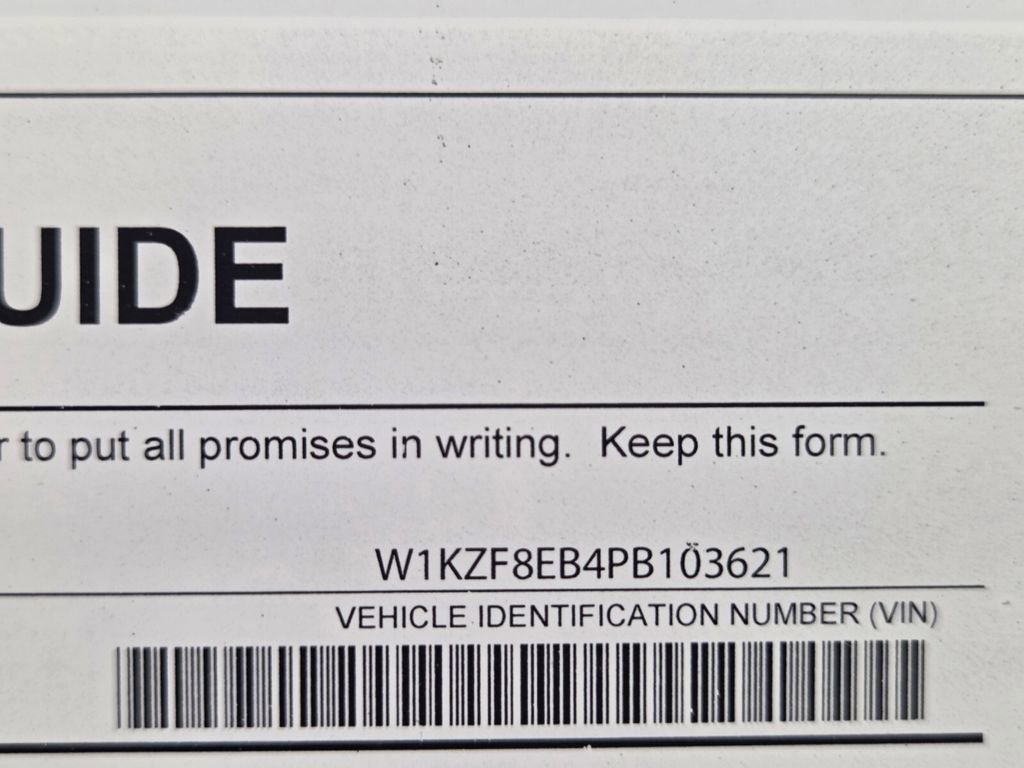 UIDE
r to put all promises in writing. Keep this form.
W1KZF8EB4PB103621
VEHICLE IDENTIFICATION NUMBER (VIN)